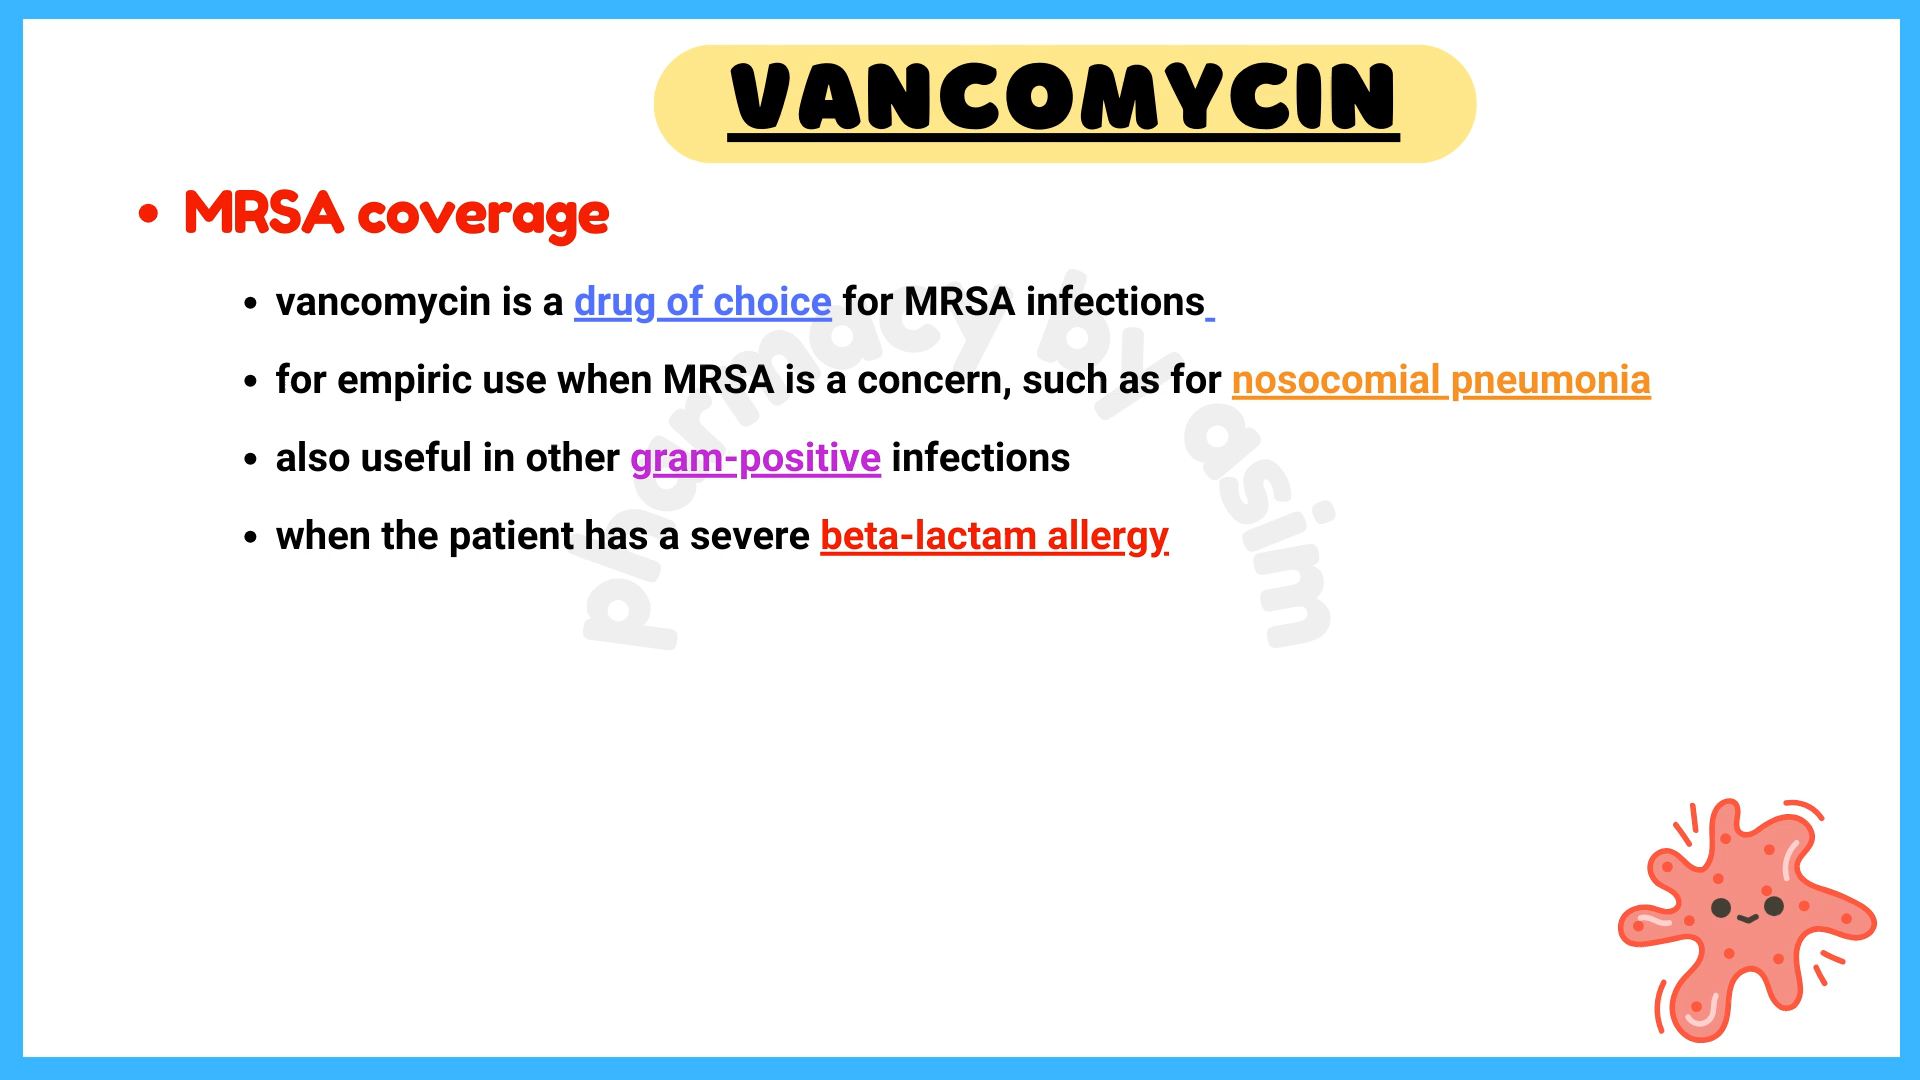 VANCOMYCIN
• MRSA coverage
• vancomycin is a drug of choice for MRSA infections
• for empiric use when MRSA is a concern, such as for nosocomial pneumonia
• also useful in other gram-positive infections
• when the patient has a severe beta-lactam allergy
pharmacy by asim